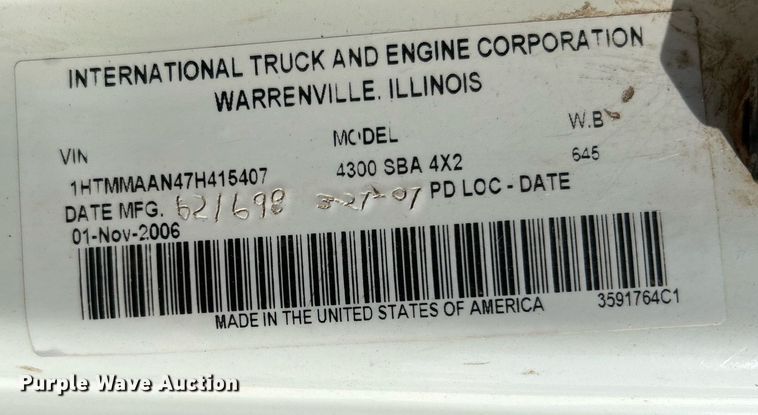 INTERNATIONAL TRUCK AND ENGINE CORPORATION
WARRENVILLE, ILLINOIS
VIN MODEL W.B
1HTMMAAN47H415407 4300 SBA 4X2 645
DATE MFG. 621698 3-27-07 PD LOC - DATE
01-Nov-2006
MADE IN THE UNITED STATES OF AMERICA 3591764C1
Purple Wave Auction